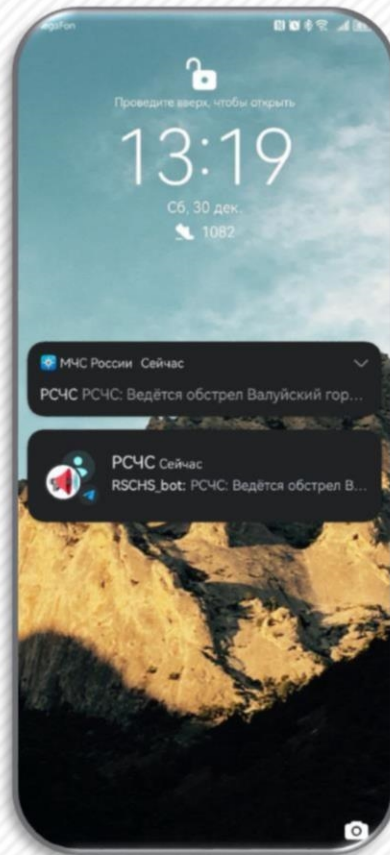 Проведите вверх, чтобы открыть
13:19
Сб, 30 дек.
1082
МЧС России Сейчас
РСЧС РСЧС: Ведётся обстрел Валуйский гор...
РСЧС Сейчас
RSCHS_bot: РСЧС: Ведётся обстрел В...